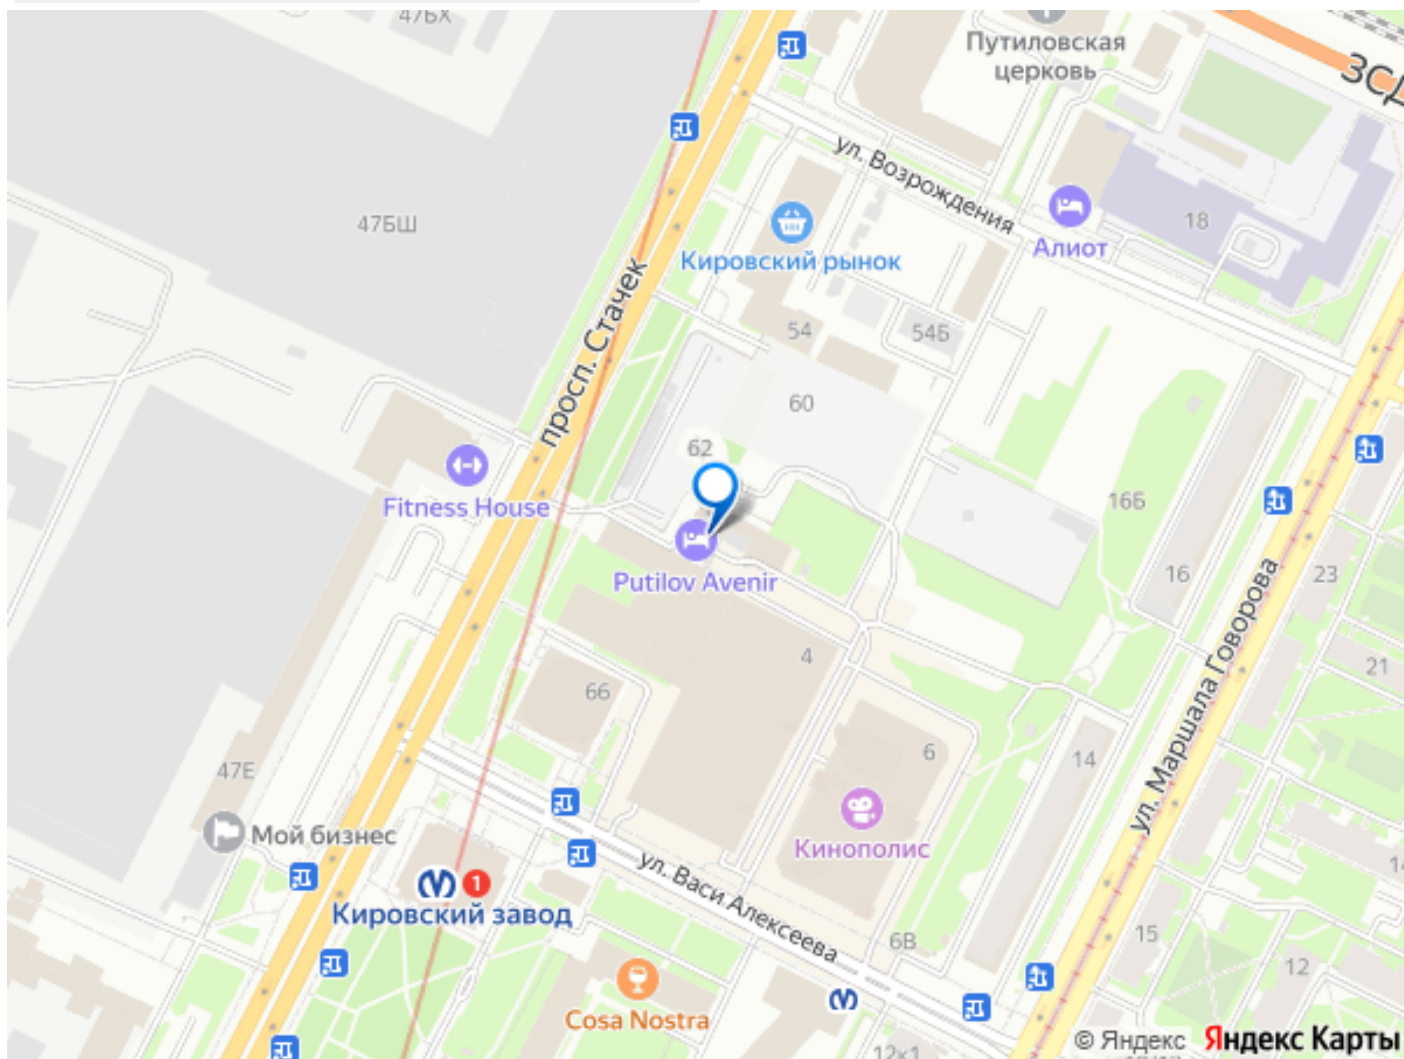 47БХ
Путиловская
церковь
ЗСД
ул. Возрождения
47БШ
18
Алиот
Кировский рынок
просп. Стачек
54
54Б
60
62
Fitness House
16Б
16
23
Putilov Avenir
ул. Маршала Говорова
4
21
66
6
14
47Е
Мой бизнес
Кинополис
1
Кировский завод
ул. Васи Алексеева
6В
15
12
Cosa Nostra
© Яндекс Яндекс Карты
12к1